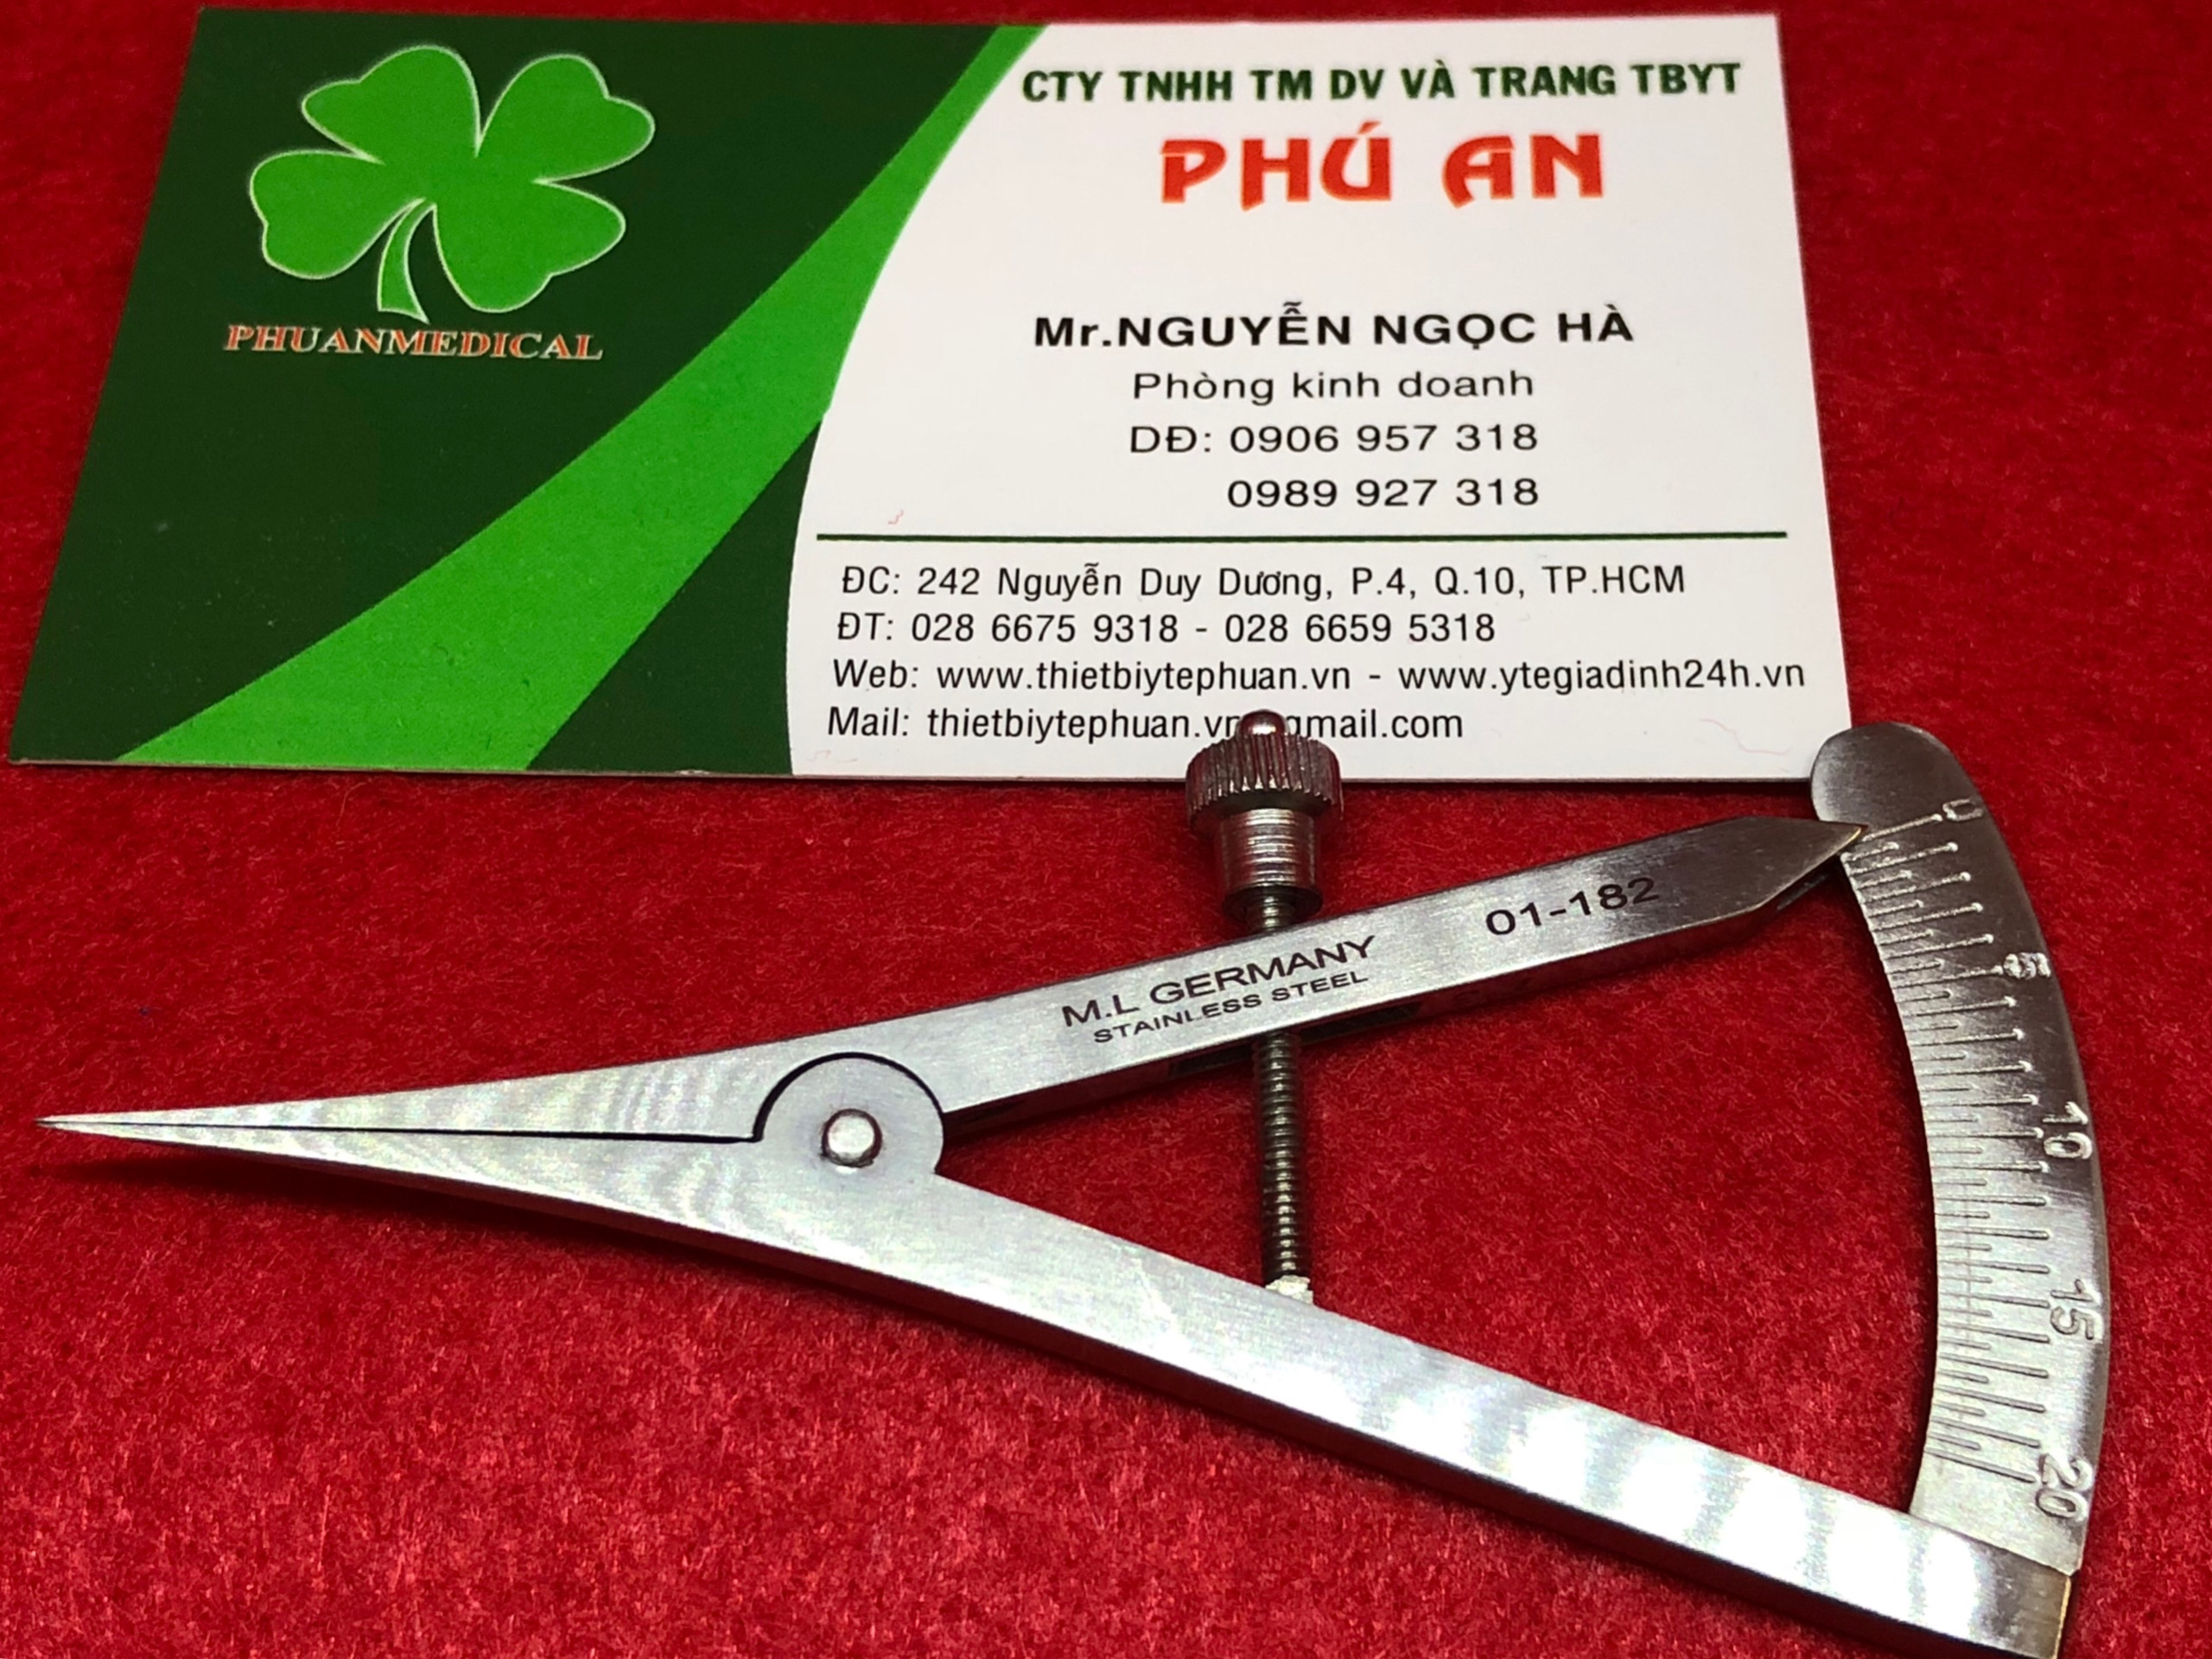 CTY TNHH TM DV VÀ TRANG TBYT
PHÚ AN
PHUANMEDICAL
Mr.NGUYỄN NGỌC HÀ
Phòng kinh doanh
DĐ: 0906 957 318
0989 927 318
ĐC: 242 Nguyễn Duy Dương, P.4, Q.10, TP.HCM
ĐT: 028 6675 9318 - 028 6659 5318
Web: www.thietbiytephuan.vn - www.ytegiadinh24h.vn
Mail: thietbiytephuan.vn gmail.com
01-182
M.L GERMANY
STAINLESS STEEL
0
5
10
15
20